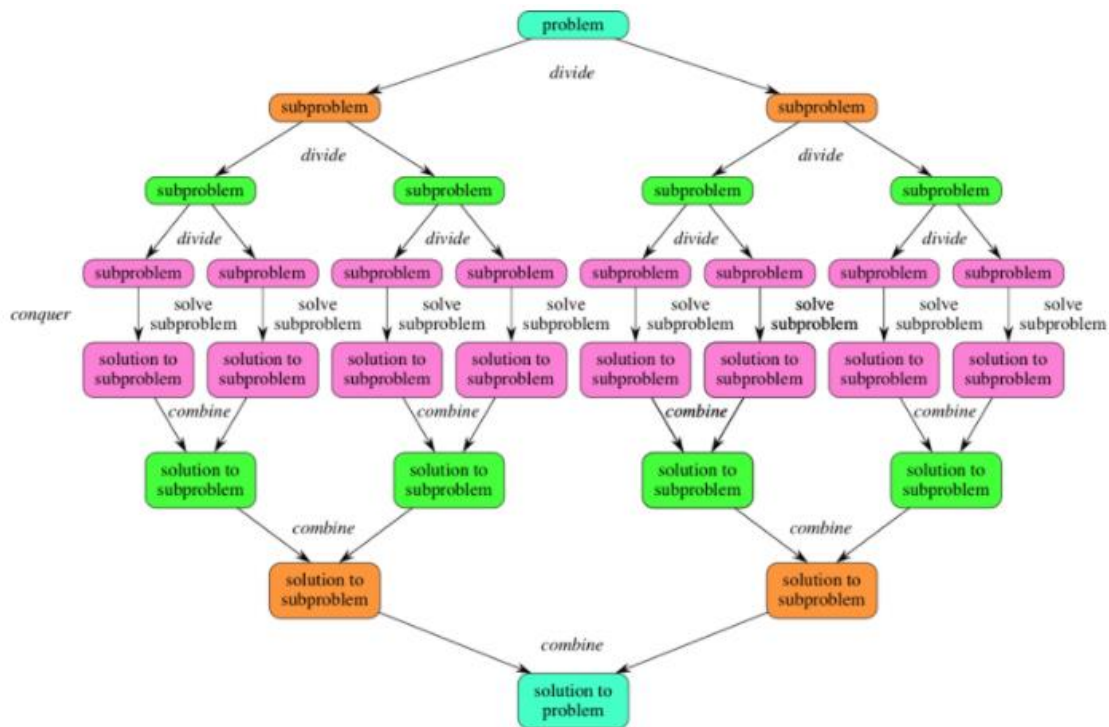 problem
divide
subproblem subproblem
divide divide
subproblem subproblem subproblem subproblem
divide divide divide divide
subproblem subproblem subproblem subproblem subproblem subproblem subproblem subproblem
conquer
solve solve solve solve solve solve solve solve
subproblem subproblem subproblem subproblem subproblem subproblem subproblem subproblem
solution to solution to solution to solution to solution to solution to solution to solution to
subproblem subproblem subproblem subproblem subproblem subproblem subproblem subproblem
combine combine combine combine
solution to solution to solution to solution to
subproblem subproblem subproblem subproblem
combine combine
solution to solution to
subproblem subproblem
combine
solution to
problem